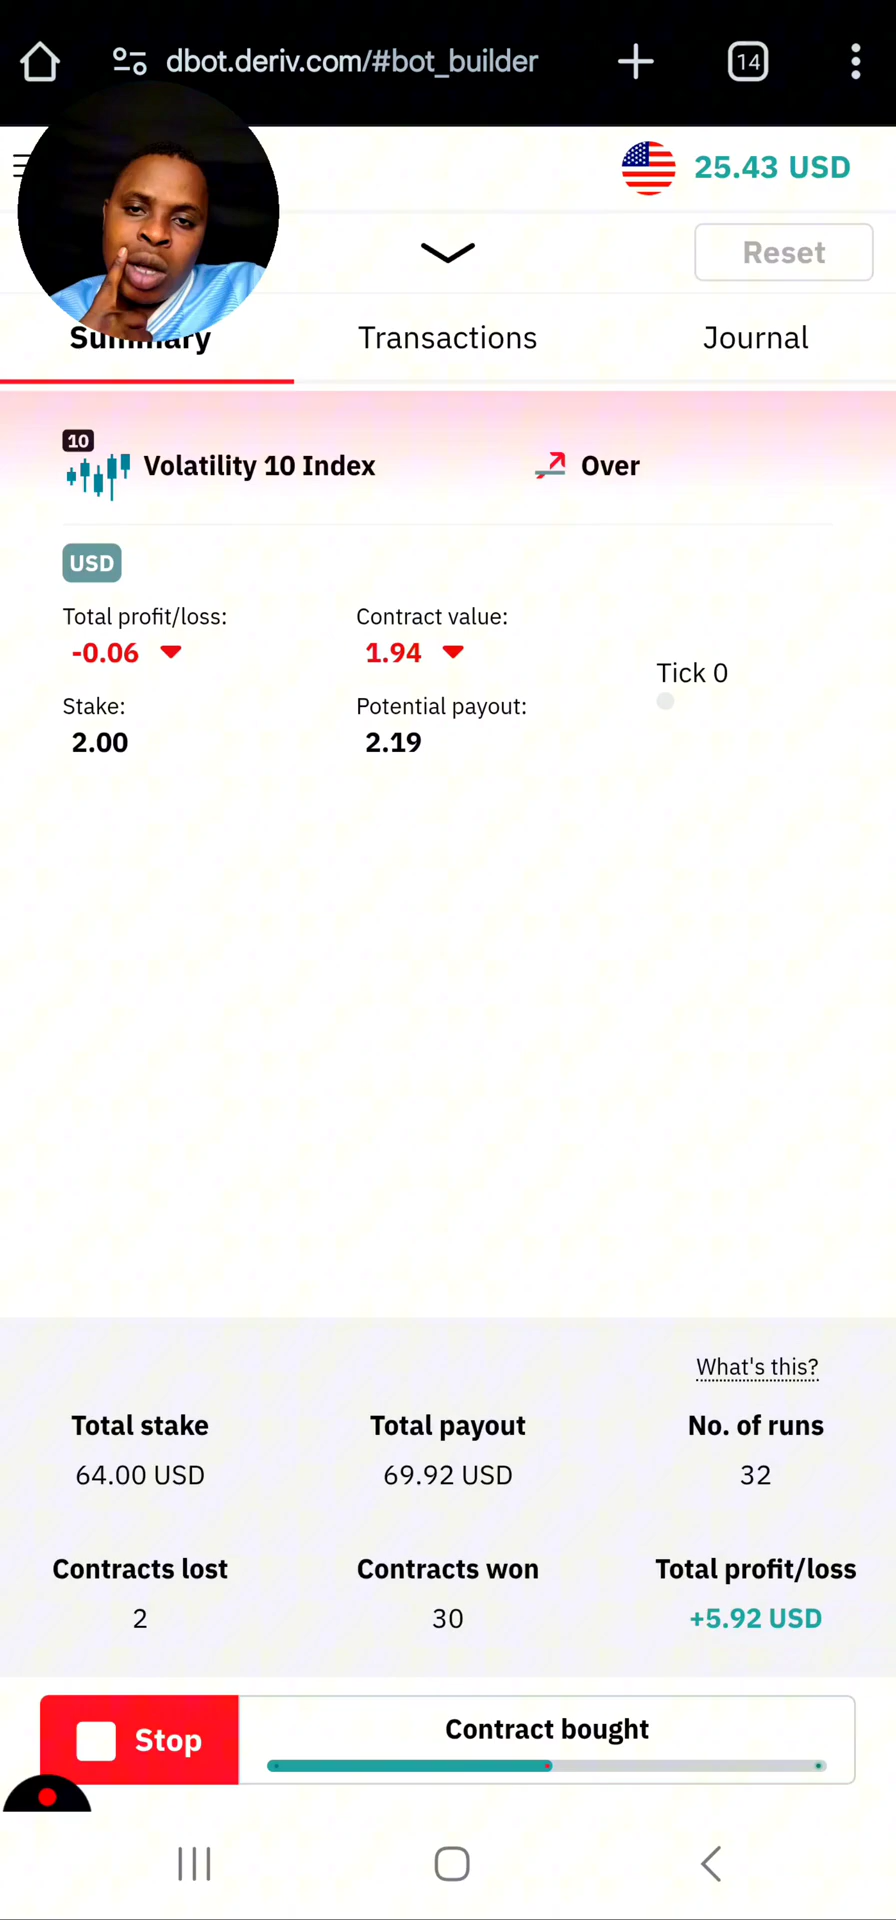 dbot.deriv.com/#bot_builder
14
25.43 USD
Reset
Summary
Transactions
Journal
10
Volatility 10 Index
Over
USD
Total profit/loss:
Contract value:
-0.06
1.94
Tick 0
Stake:
Potential payout:
2.00
2.19
What's this?
Total stake
Total payout
No. of runs
64.00 USD
69.92 USD
32
Contracts lost
Contracts won
Total profit/loss
2
30
+5.92 USD
Stop
Contract bought